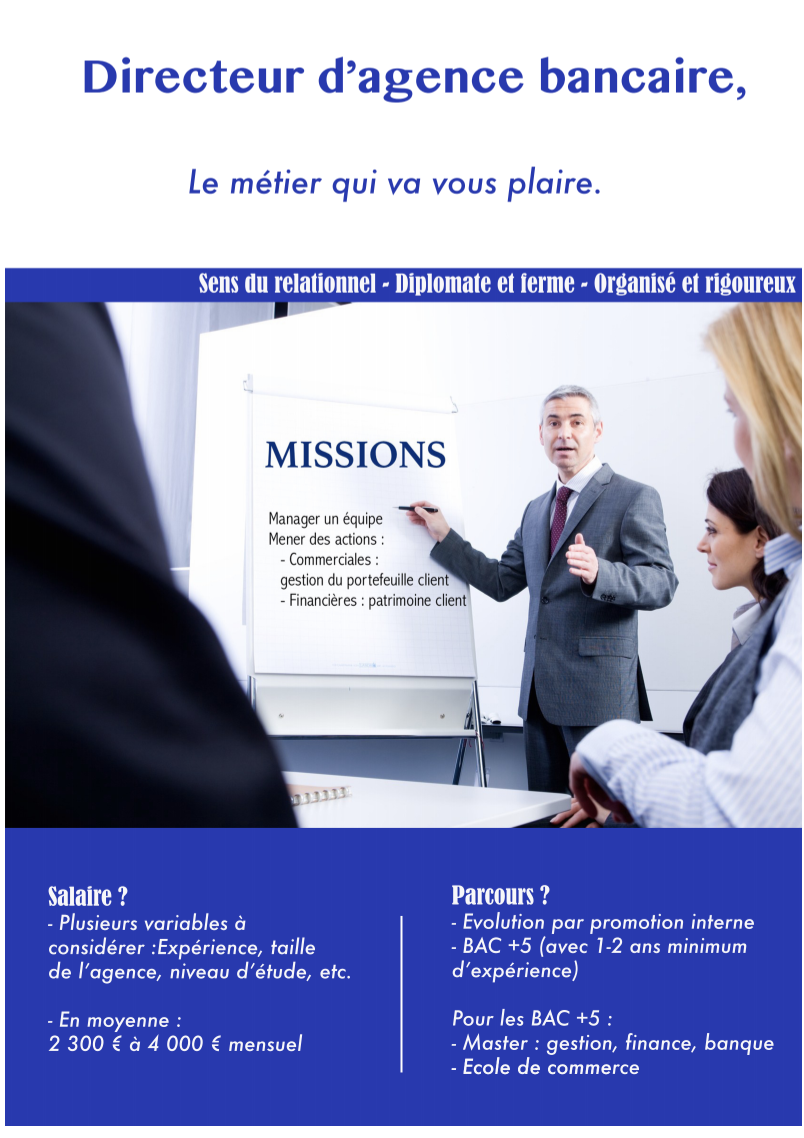 Directeur d’agence bancaire,
Le métier qui va vous plaire.
Sens du relationnel - Diplomate et ferme - Organisé et rigoureux
MISSIONS
Manager un équipe
Mener des actions :
- Commerciales :
gestion du portefeuille client
- Financières : patrimoine client
Salaire ?
- Plusieurs variables à
considérer :Expérience, taille
de l’agence, niveau d’étude, etc.
- En moyenne :
2 300 € à 4 000 € mensuel
Parcours ?
- Evolution par promotion interne
- BAC +5 (avec 1-2 ans minimum
d’expérience)
Pour les BAC +5 :
- Master : gestion, finance, banque
- Ecole de commerce